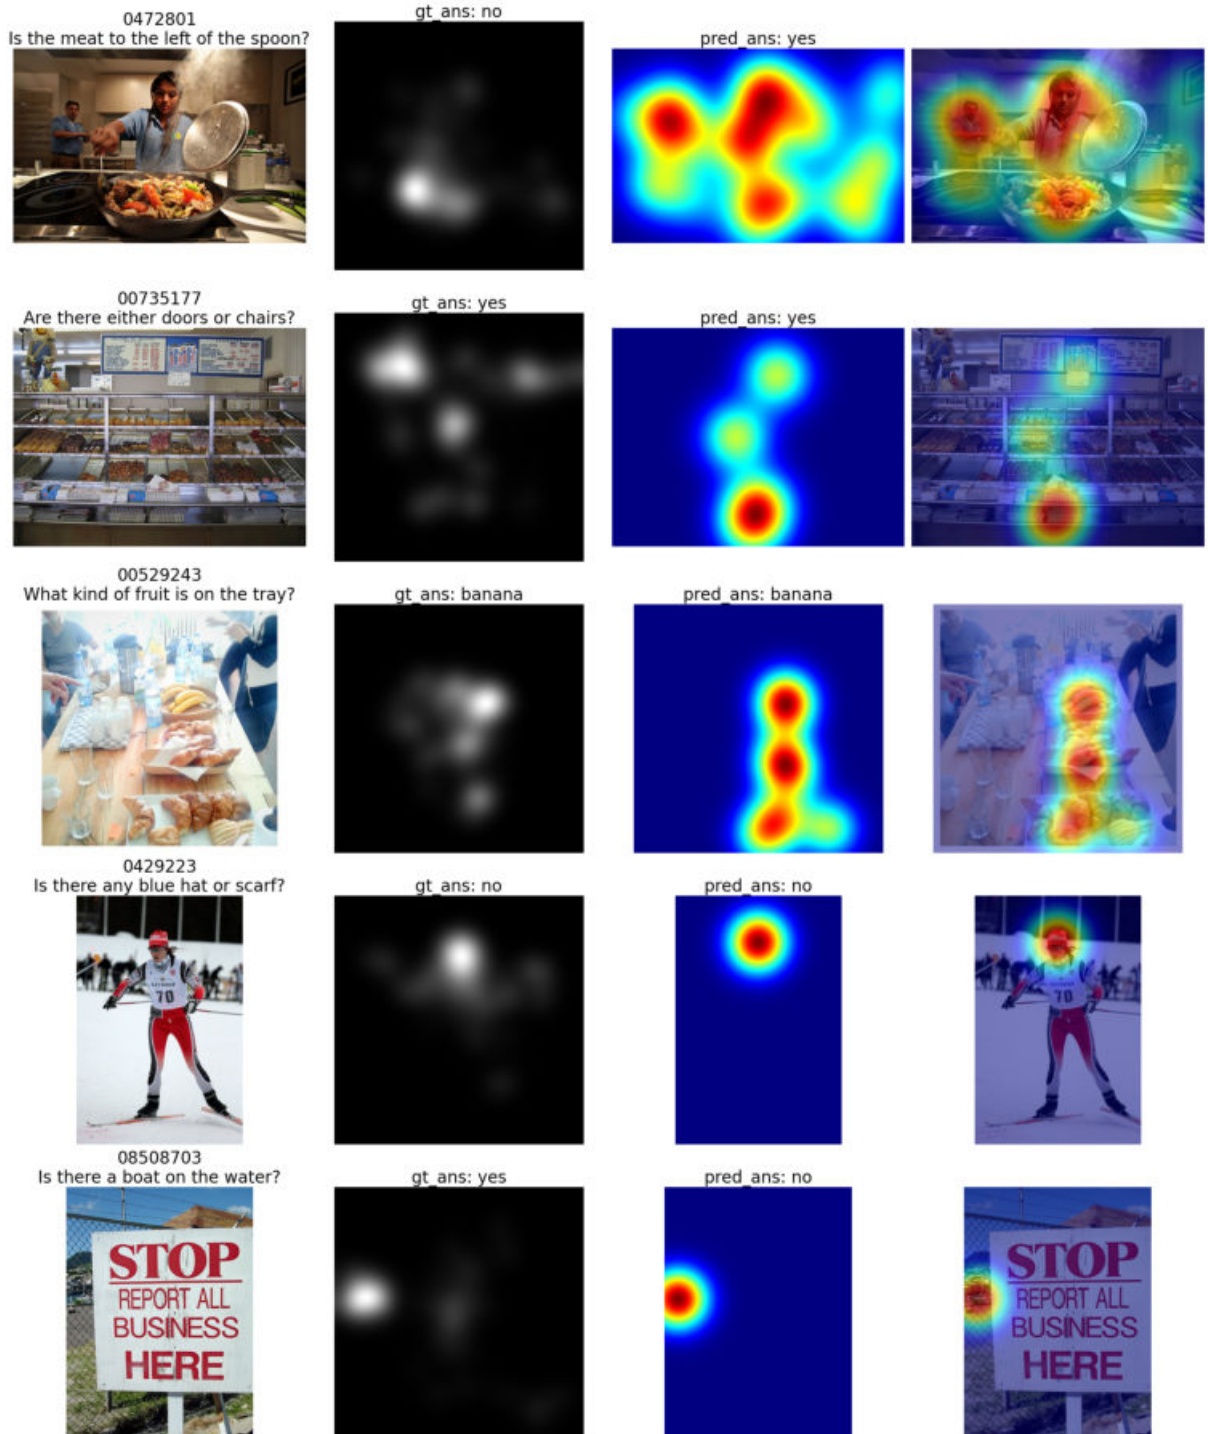 0472801
Is the meat to the left of the spoon?
gt_ans: no
pred_ans: yes
00735177
Are there either doors or chairs?
gt_ans: yes
pred_ans: yes
00529243
What kind of fruit is on the tray?
gt_ans: banana
pred_ans: banana
0429223
Is there any blue hat or scarf?
gt_ans: no
pred_ans: no
70
70
08508703
Is there a boat on the water?
gt_ans: yes
pred_ans: no
STOP
REPORT ALL
BUSINESS
HERE
STOP
REPORT ALL
BUSINESS
HERE